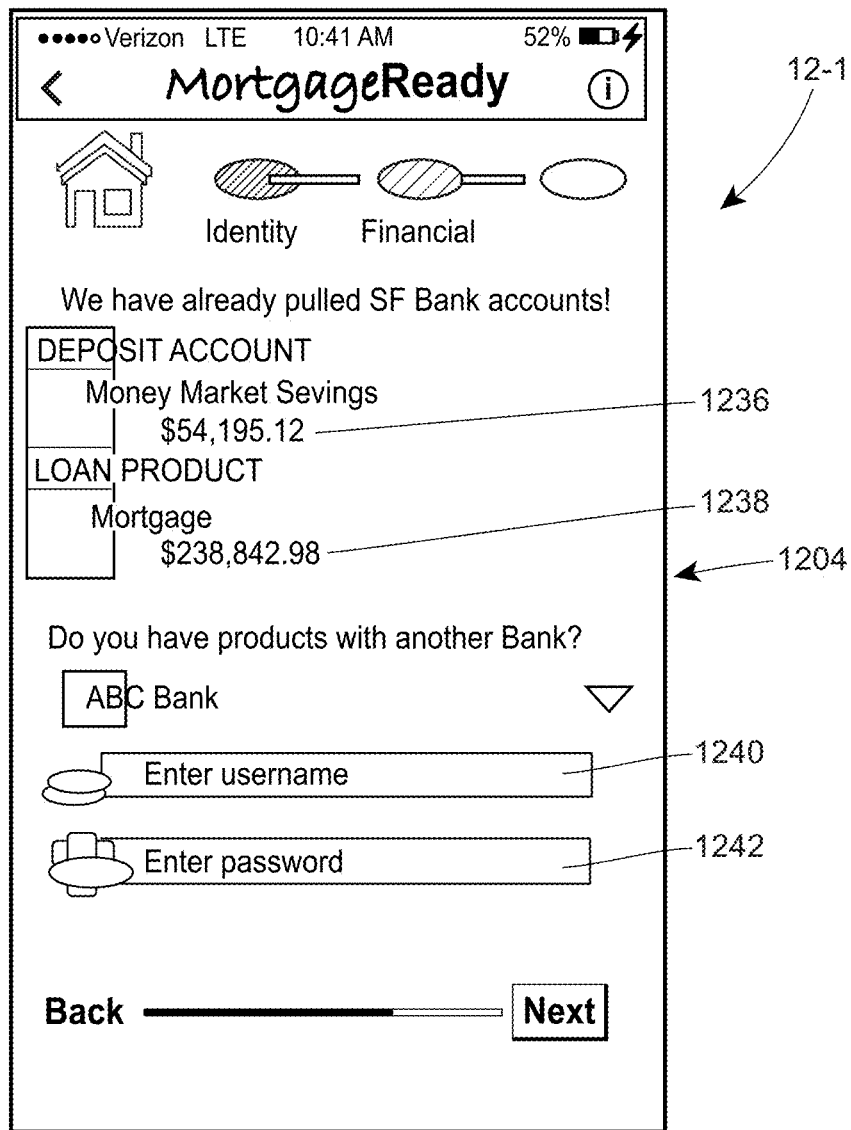 Verizon LTE 10:41 AM 52%
MortgageReady
i
12-1
Identity Financial
We have already pulled SF Bank accounts!
DEPOSIT ACCOUNT
Money Market Sevings
$54,195.12
1236
LOAN PRODUCT
Mortgage
1238
$238,842.98
1204
Do you have products with another Bank?
ABC Bank
Enter username
1240
Enter password
1242
Back
Next